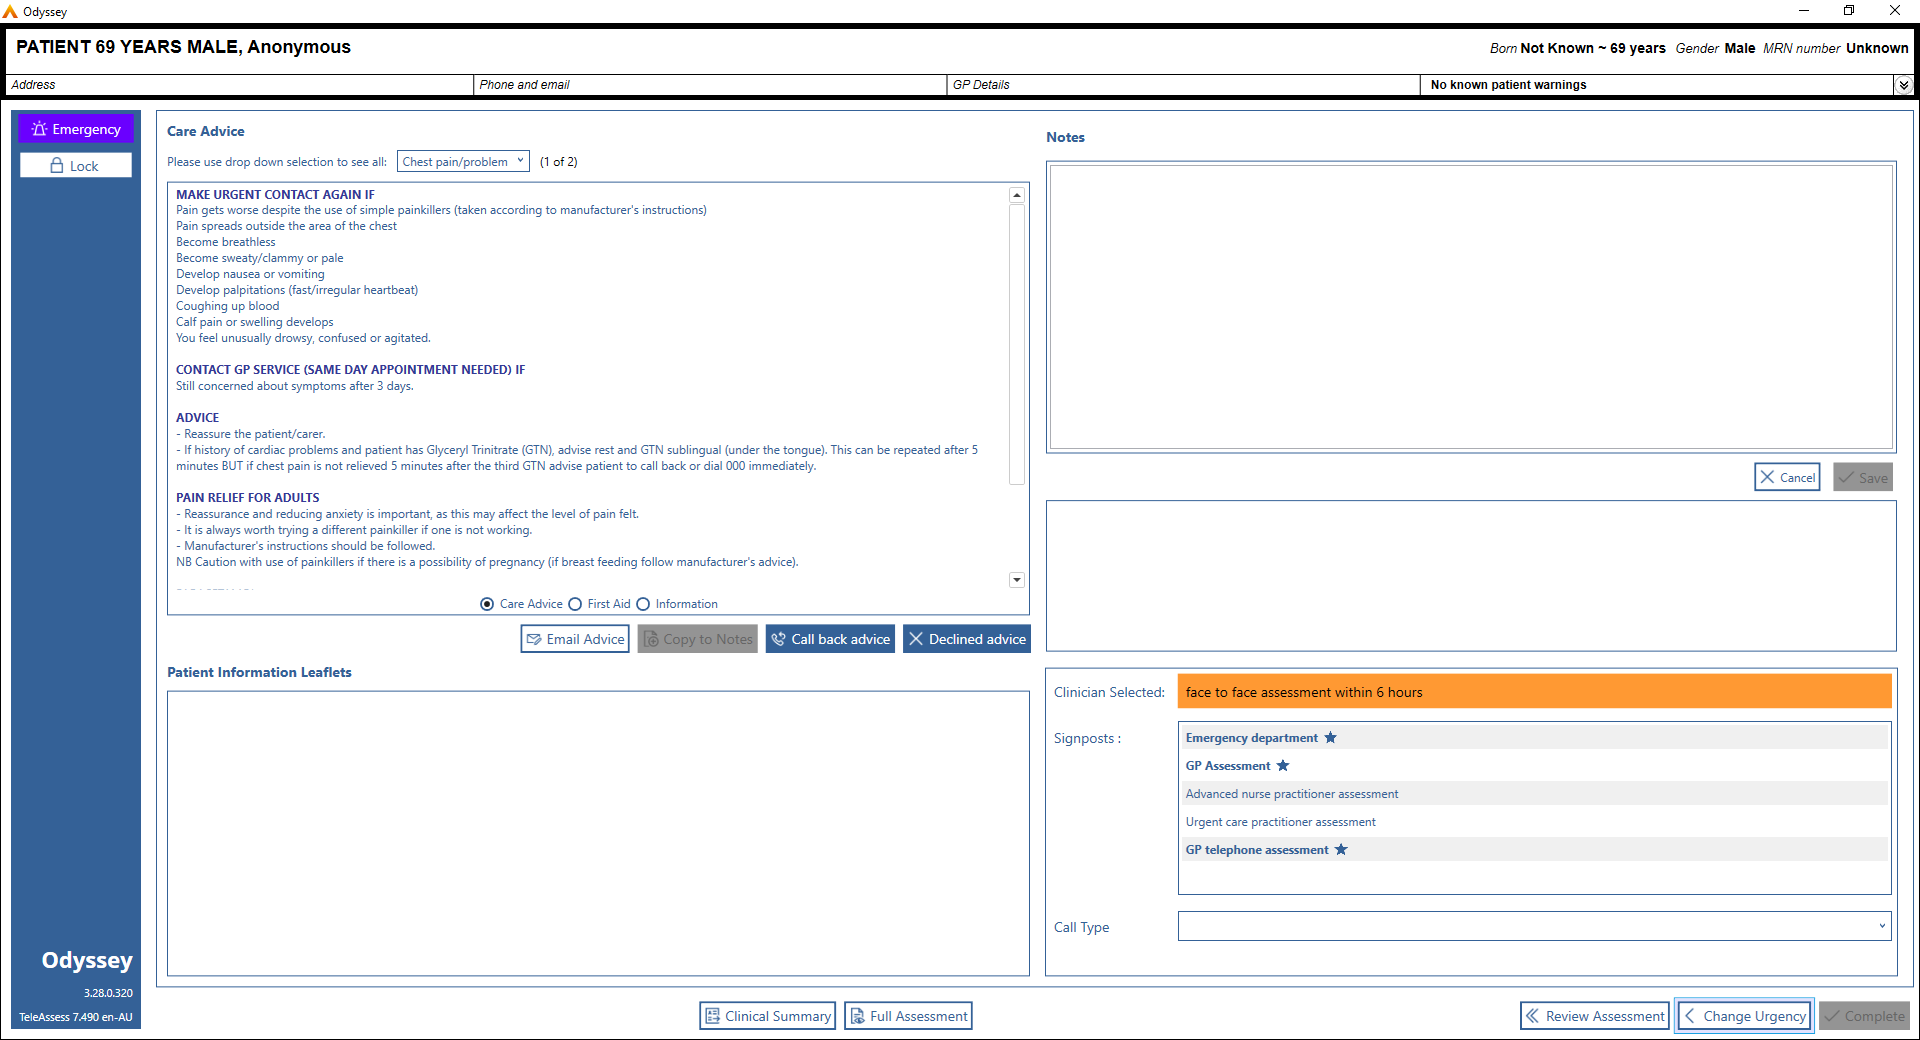 Odyssey
PATIENT 69 YEARS MALE, Anonymous
Born Not Known ~ 69 years Gender Male MRN number Unknown
Address
Phone and email
GP Details
No known patient warnings
Emergency
Lock
Care Advice
Please use drop down selection to see all: Chest pain/problem (1 of 2)
MAKE URGENT CONTACT AGAIN IF
Pain gets worse despite the use of simple painkillers (taken according to manufacturer's instructions)
Pain spreads outside the area of the chest
Become breathless
Become sweaty/clammy or pale
Develop nausea or vomiting
Develop palpitations (fast/irregular heartbeat)
Coughing up blood
Calf pain or swelling develops
You feel unusually drowsy, confused or agitated.
CONTACT GP SERVICE (SAME DAY APPOINTMENT NEEDED) IF
Still concerned about symptoms after 3 days.
ADVICE
- Reassure the patient/carer.
- If history of cardiac problems and patient has Glyceryl Trinitrate (GTN), advise rest and GTN sublingual (under the tongue). This can be repeated after 5
minutes BUT if chest pain is not relieved 5 minutes after the third GTN advise patient to call back or dial 000 immediately.
PAIN RELIEF FOR ADULTS
- Reassurance and reducing anxiety is important, as this may affect the level of pain felt.
- It is always worth trying a different painkiller if one is not working.
- Manufacturer's instructions should be followed.
NB Caution with use of painkillers if there is a possibility of pregnancy (if breast feeding follow manufacturer's advice).
Care Advice First Aid Information
Email Advice Copy to Notes Call back advice Declined advice
Patient Information Leaflets
Notes
Cancel Save
Clinician Selected: face to face assessment within 6 hours
Signposts :
Emergency department
GP Assessment
Advanced nurse practitioner assessment
Urgent care practitioner assessment
GP telephone assessment
Call Type
Odyssey
3.28.0.320
TeleAssess 7.490 en-AU
Clinical Summary Full Assessment Review Assessment Change Urgency Complete